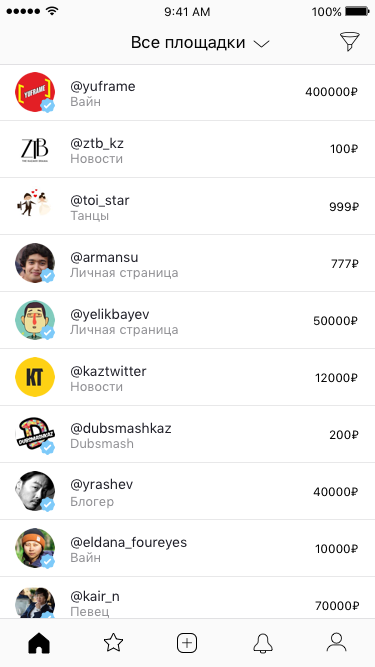 9:41 AM
100%
Все площадки
YUFRAME
@yuframe
Вайн
400000₽
ZTB
@ztb_kz
Новости
100₽
@toi_star
Танцы
999₽
@armansu
Личная страница
777₽
@yelikbayev
Личная страница
50000₽
KT
@kaztwitter
Новости
12000₽
DUBSMASHKAZ
@dubsmashkaz
Dubsmash
200₽
@yrashev
Блогер
40000₽
@eldana_foureyes
Вайн
10000₽
@kair_n
Певец
70000₽